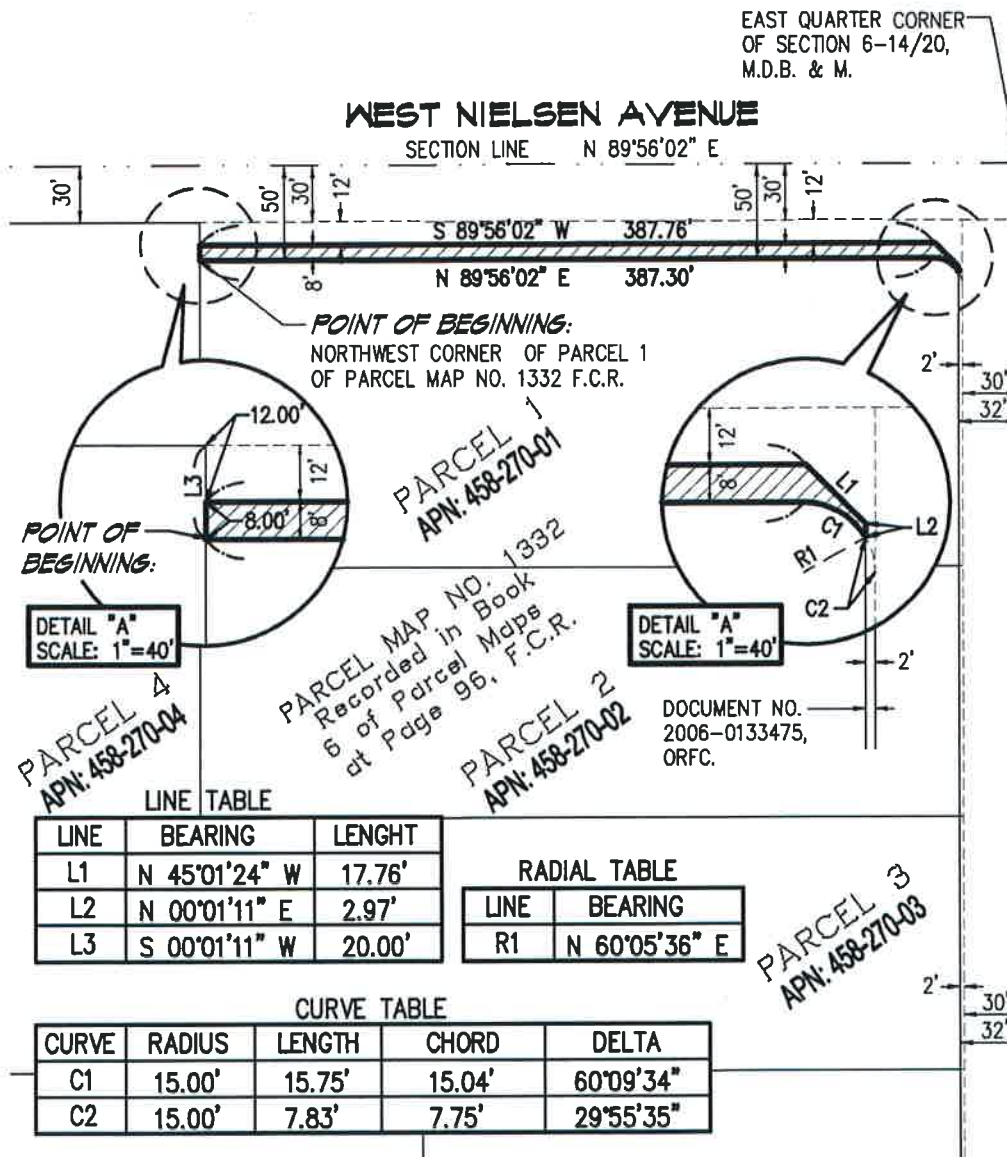 EAST QUARTER CORNER
OF SECTION 6-14/20,
M.D.B. & M.
WEST NIELSEN AVENUE
SECTION LINE N 89°56'02" E
30'
50'
30'
12'
50'
30'
12'
S 89°56'02" W 387.76'
N 89°56'02" E 387.30'
8'
POINT OF BEGINNING:
NORTHWEST CORNER OF PARCEL 1
OF PARCEL MAP NO. 1332 F.C.R.
2'
30'
32'
12.00'
L3
12'
8.00'
8'
POINT OF
BEGINNING:
DETAIL "A"
SCALE: 1"=40'
PARCEL 1
APN: 458-270-01
12'
8'
L1
C1
L2
R1
C2
DETAIL "A"
SCALE: 1"=40'
2'
DOCUMENT NO.
2006-0133475,
ORFC.
PARCEL MAP NO. 1332
Recorded in Book
6 of Parcel Maps
at Page 96, F.C.R.
PARCEL 4
APN: 458-270-04
PARCEL 2
APN: 458-270-02
LINE TABLE
LINE BEARING LENGHT
L1 N 45°01'24" W 17.76'
L2 N 00°01'11" E 2.97'
L3 S 00°01'11" W 20.00'
RADIAL TABLE
LINE BEARING
R1 N 60°05'36" E
PARCEL 3
APN: 458-270-03
2'
30'
32'
CURVE TABLE
CURVE RADIUS LENGTH CHORD DELTA
C1 15.00' 15.75' 15.04' 60°09'34"
C2 15.00' 7.83' 7.75' 29°55'35"